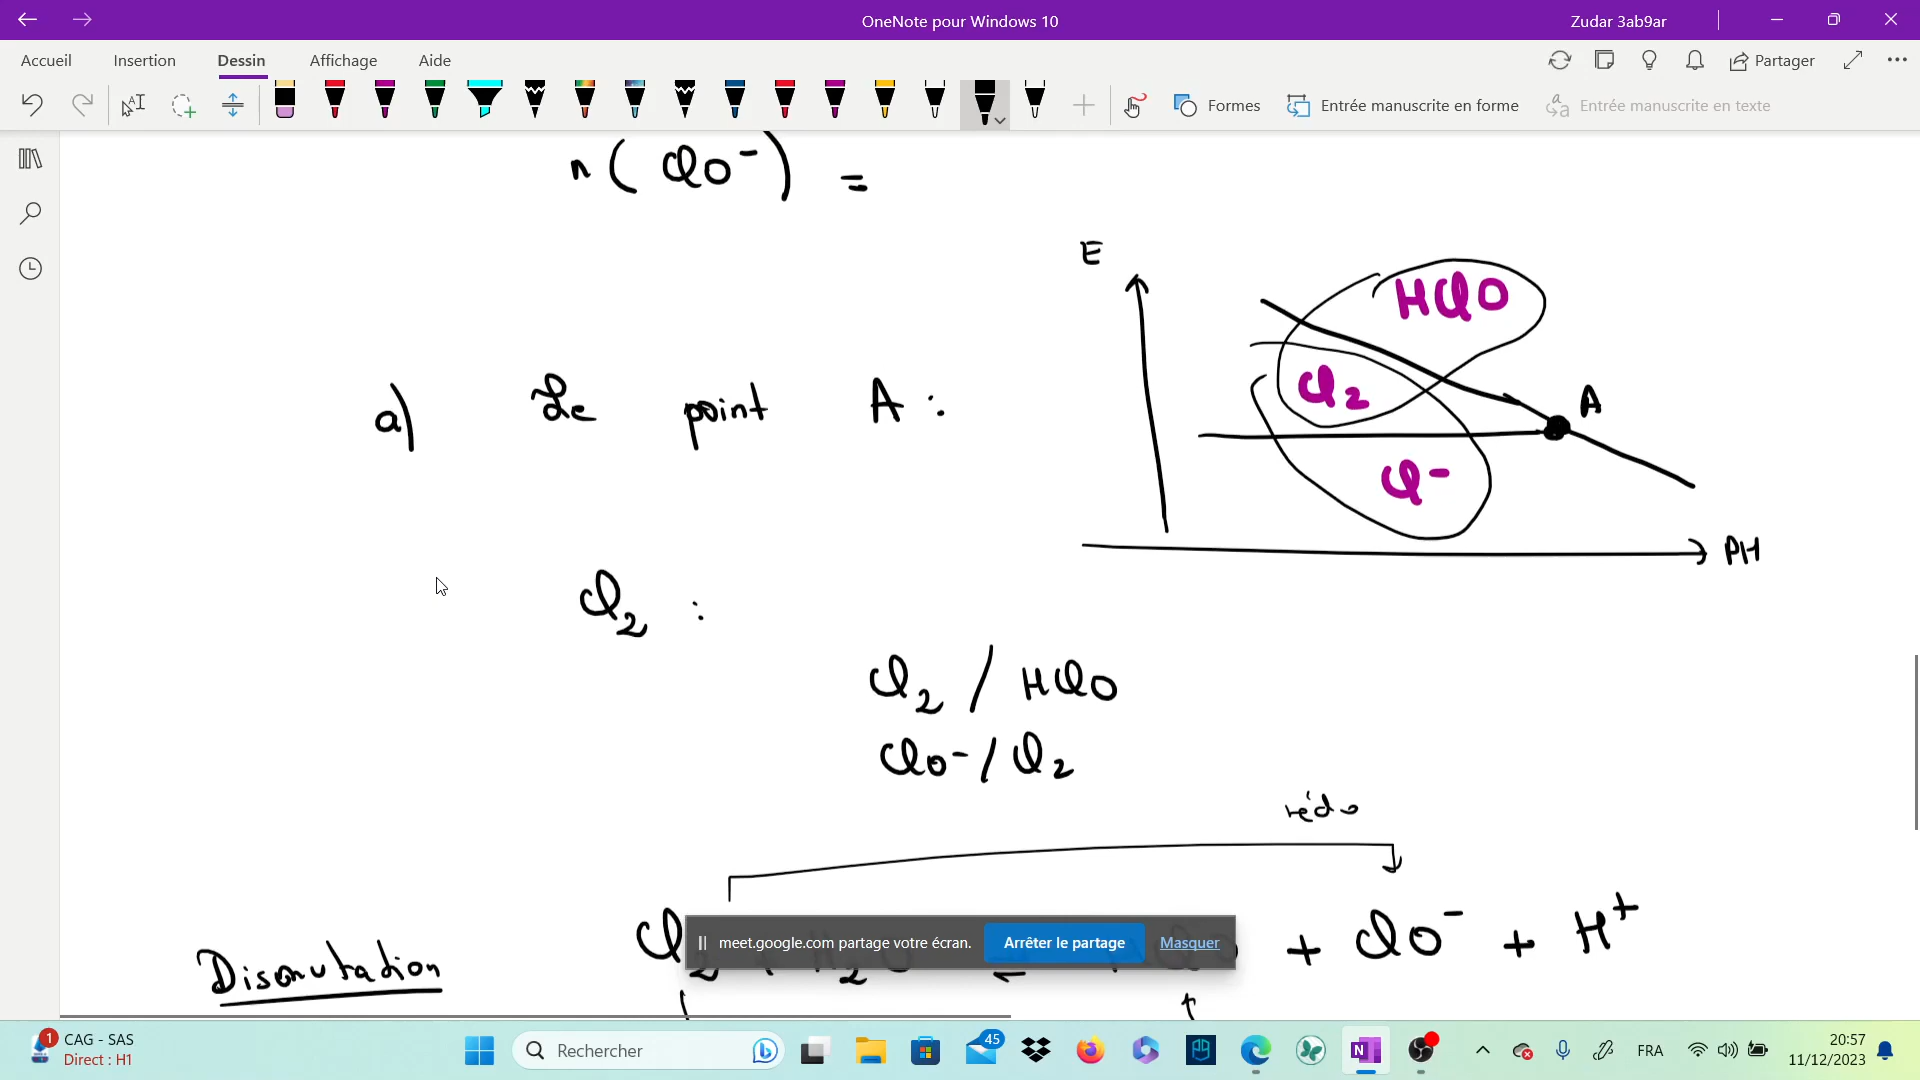 OneNote pour Windows 10
Zudar 3ab9ar
Accueil
Insertion
Dessin
Affichage
Aide
Partager
Formes
Entrée manuscrite en forme
Entrée manuscrite en texte
n ( ClO⁻ ) =
E
HClO
Cl₂
A
Cl⁻
PH
a) Le point A :
Cl₂ :
Cl₂ / HClO
ClO⁻ / Cl₂
rédo
Cl₂ + H₂O + ClO⁻ + H⁺
Dismutation
meet.google.com partage votre écran.
Arrêter le partage
Masquer
1
CAG - SAS
Direct : H1
Rechercher
45
FRA
20:57
11/12/2023